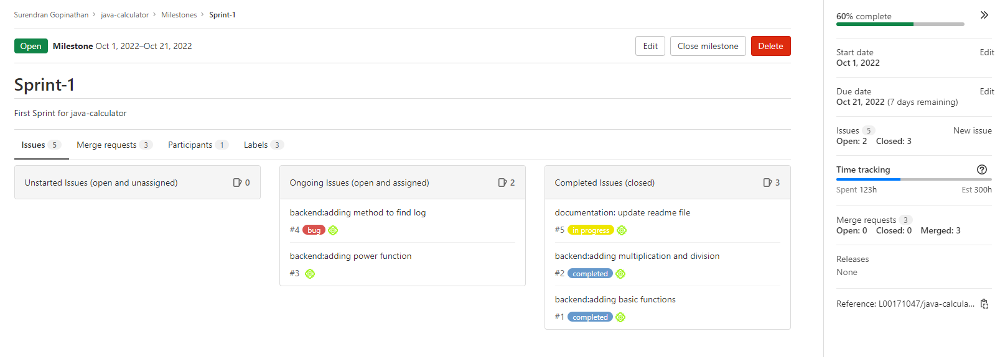 Surendran Gopinathan > java-calculator > Milestones > Sprint-1
Open Milestone Oct 1, 2022–Oct 21, 2022
Edit Close milestone Delete
Sprint-1
First Sprint for java-calculator
Issues 5 Merge requests 3 Participants 1 Labels 3
Unstarted Issues (open and unassigned) 0
Ongoing Issues (open and assigned) 2
backend:adding method to find log
#4 bug
backend:adding power function
#3
Completed Issues (closed) 3
documentation: update readme file
#5 in progress
backend:adding multiplication and division
#2 completed
backend:adding basic functions
#1 completed
60% complete
Start date Edit
Oct 1, 2022
Due date Edit
Oct 21, 2022 (7 days remaining)
Issues 5 New issue
Open: 2 Closed: 3
Time tracking
Spent 123h Est 300h
Merge requests 3
Open: 0 Closed: 0 Merged: 3
Releases
None
Reference: L00171047/java-calcula...